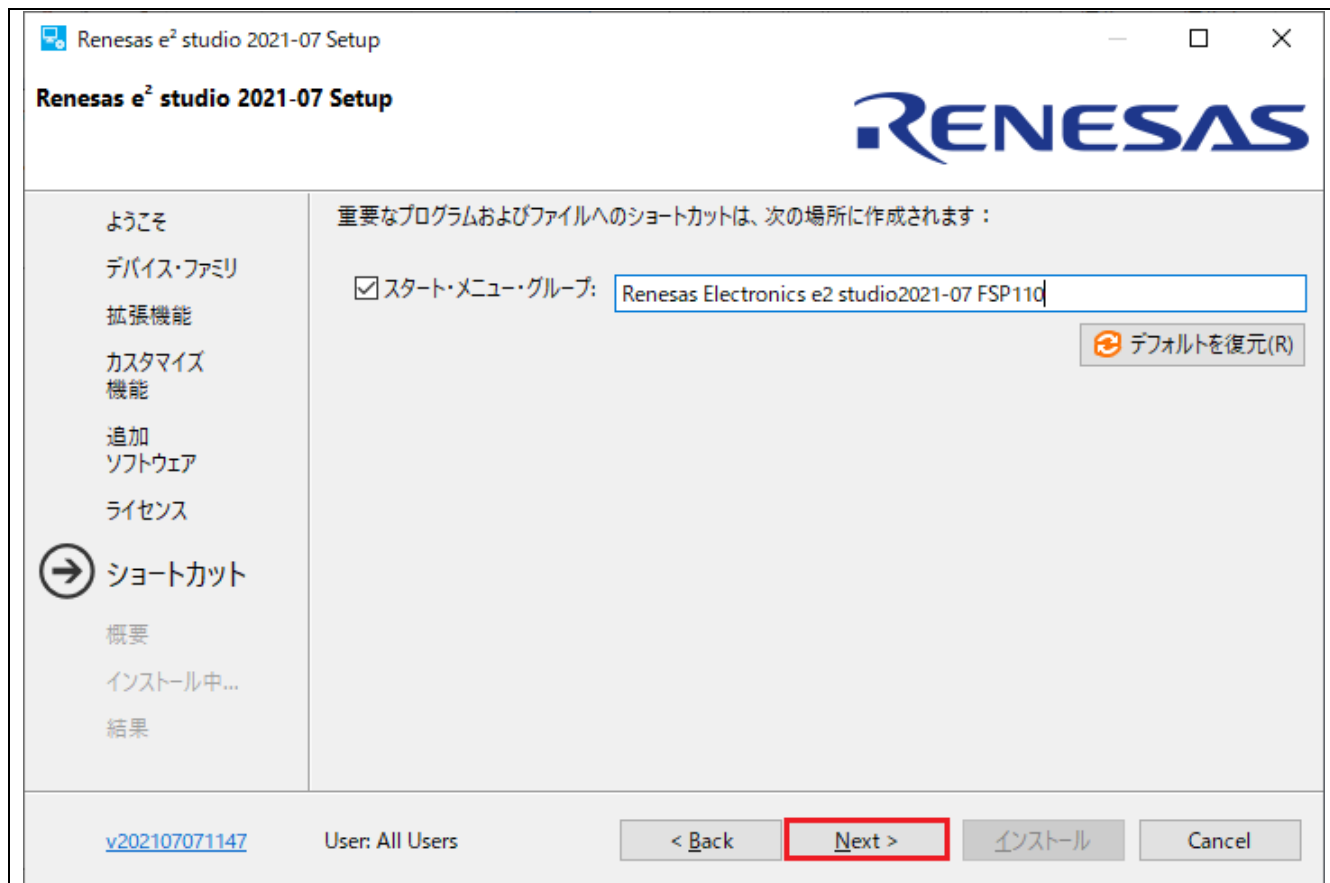 Renesas e² studio 2021-07 Setup
Renesas e² studio 2021-07 Setup
RENESAS
ようこそ
デバイス・ファミリ
拡張機能
カスタマイズ
機能
追加
ソフトウェア
ライセンス
ショートカット
概要
インストール中...
結果
重要なプログラムおよびファイルへのショートカットは、次の場所に作成されます：
スタート・メニュー・グループ:
Renesas Electronics e2 studio2021-07 FSP110
デフォルトを復元(R)
v202107071147
User: All Users
< Back
Next >
インストール
Cancel